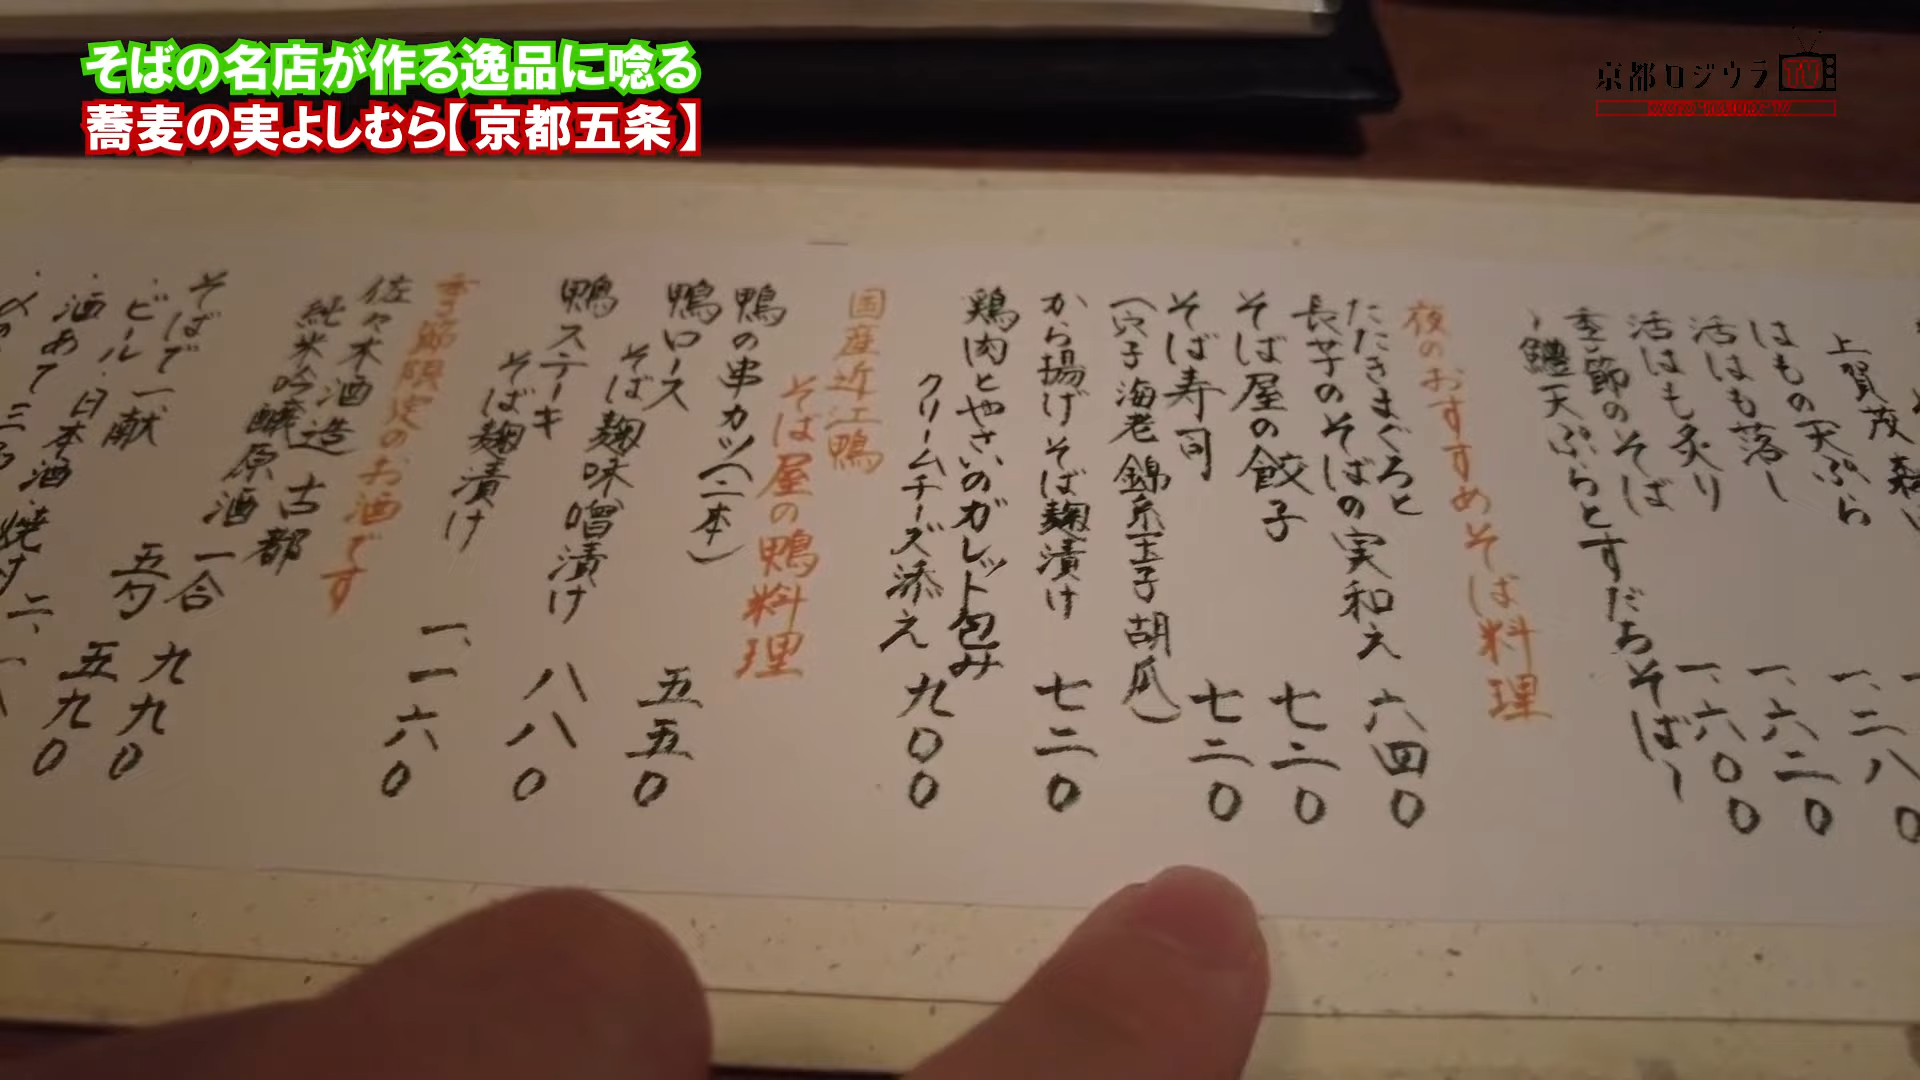 そばの名店が作る逸品に唸る
蕎麦の実よしむら【京都五条】
京都ロジウラTV
上賀茂
はもの天ぷら 一、二八〇
活はも落し 一、六二〇
活はも炙り 一、六〇〇
季節のそば
鱧天ぷらとすだちそば
夜のおすすめそば料理
たたきまぐろと
長芋のそばの実和え 六四〇
そば屋の餃子 七二〇
そば寿司 七二〇
(穴子 海老 錦糸玉子 胡瓜)
から揚げそば麹漬け 七二〇
鶏肉とやさいのガレット包み
クリームチーズ添え 九〇〇
国産近江鴨
そば屋の鴨料理
鴨の串カツ(二本) 五五〇
鴨ロース
そば麹味噌漬け 八八〇
鴨ステーキ
そば麹漬け 一、一六〇
季節限定のお酒です
佐々木酒造 古都
純米吟醸原酒 一合 九九〇
五勺 五九〇
そばで一献
・ビール・日本酒
・酒あて三 焼 二、一八